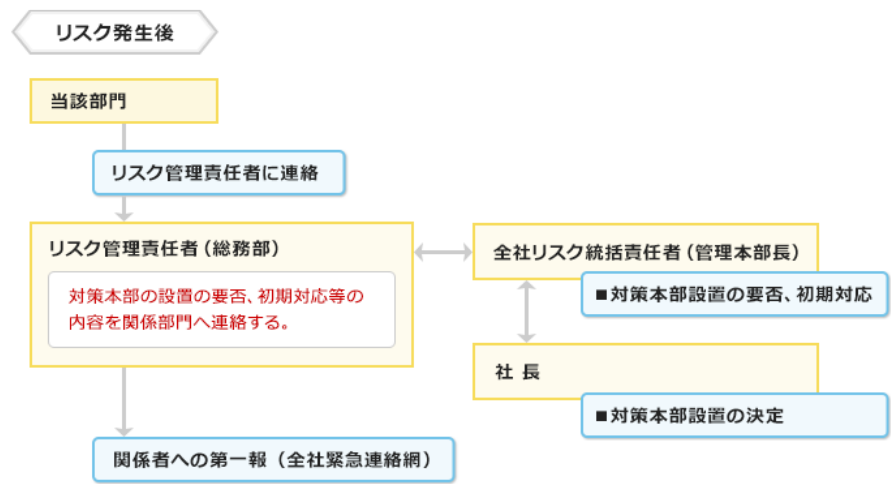 リスク発生後
当該部門
リスク管理責任者に連絡
リスク管理責任者（総務部）
対策本部の設置の要否、初期対応等の
内容を関係部門へ連絡する。
全社リスク統括責任者（管理本部長）
■対策本部設置の要否、初期対応
社 長
■対策本部設置の決定
関係者への第一報（全社緊急連絡網）